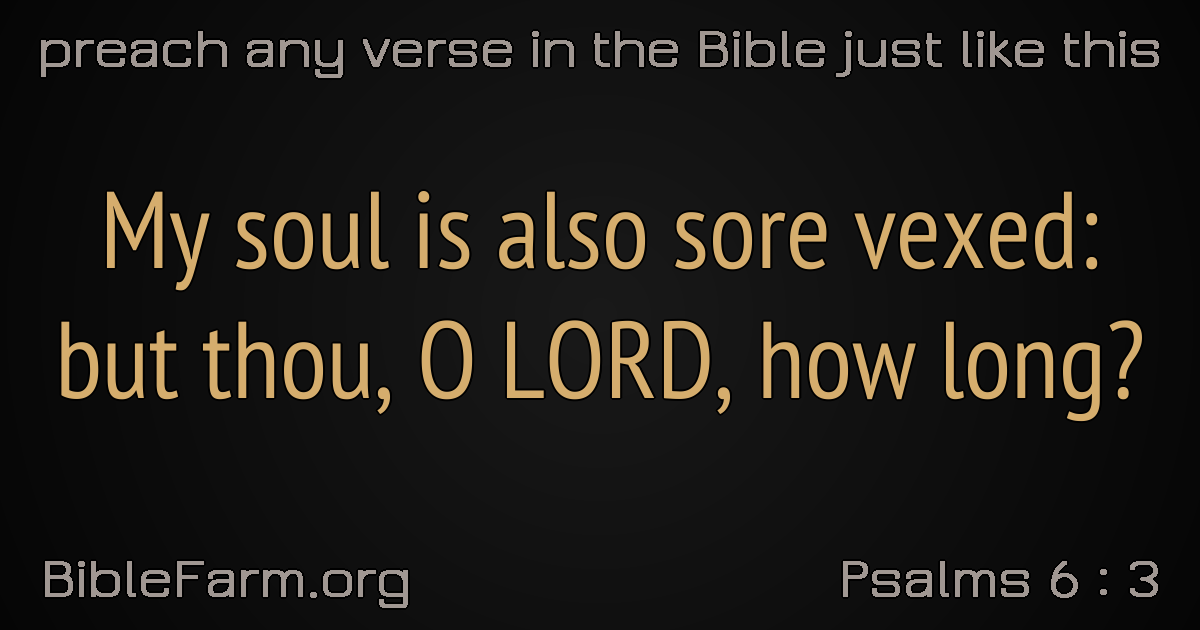 preach any verse in the Bible just like this
My soul is also sore vexed:
but thou, O LORD, how long?
BibleFarm.org
Psalms 6 : 3